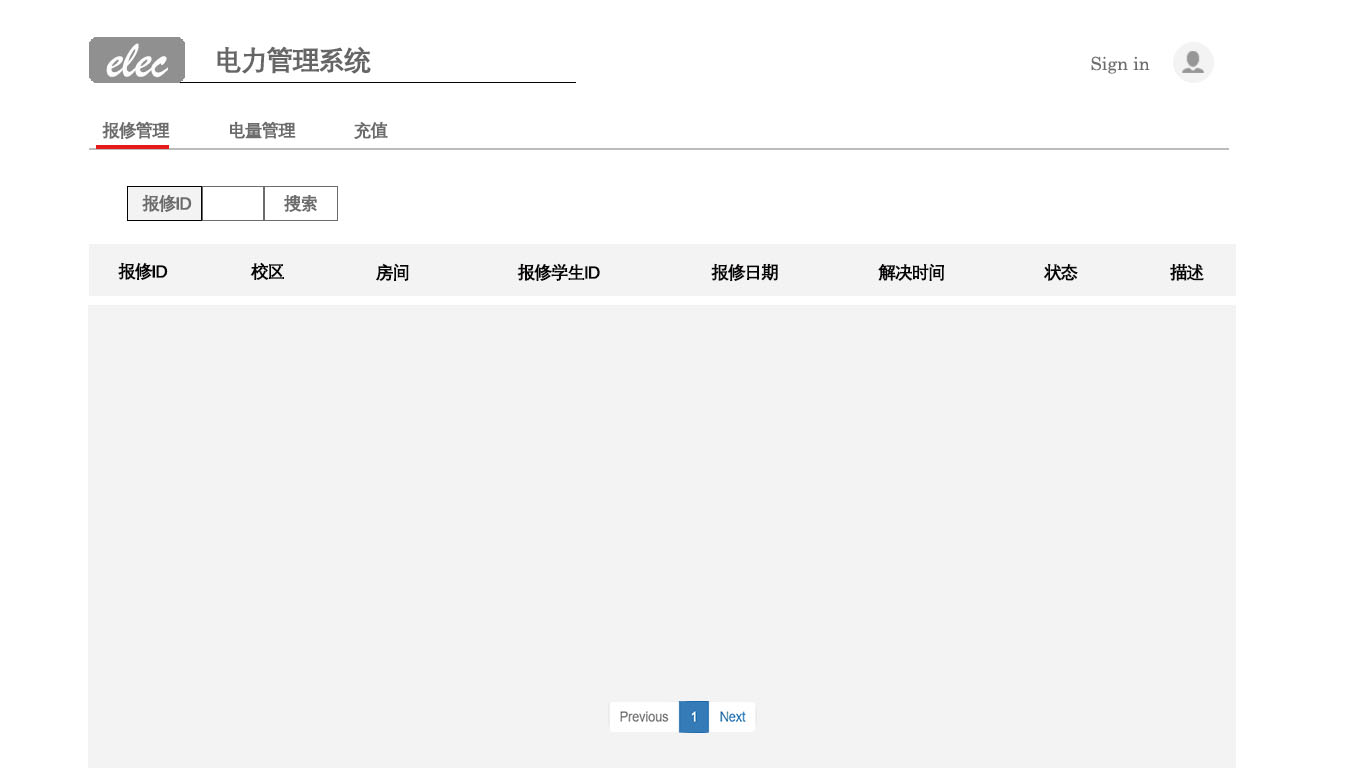 elec 电力管理系统 Sign in
报修管理 电量管理 充值
报修ID 搜索
报修ID 校区 房间 报修学生ID 报修日期 解决时间 状态 描述
Previous 1 Next